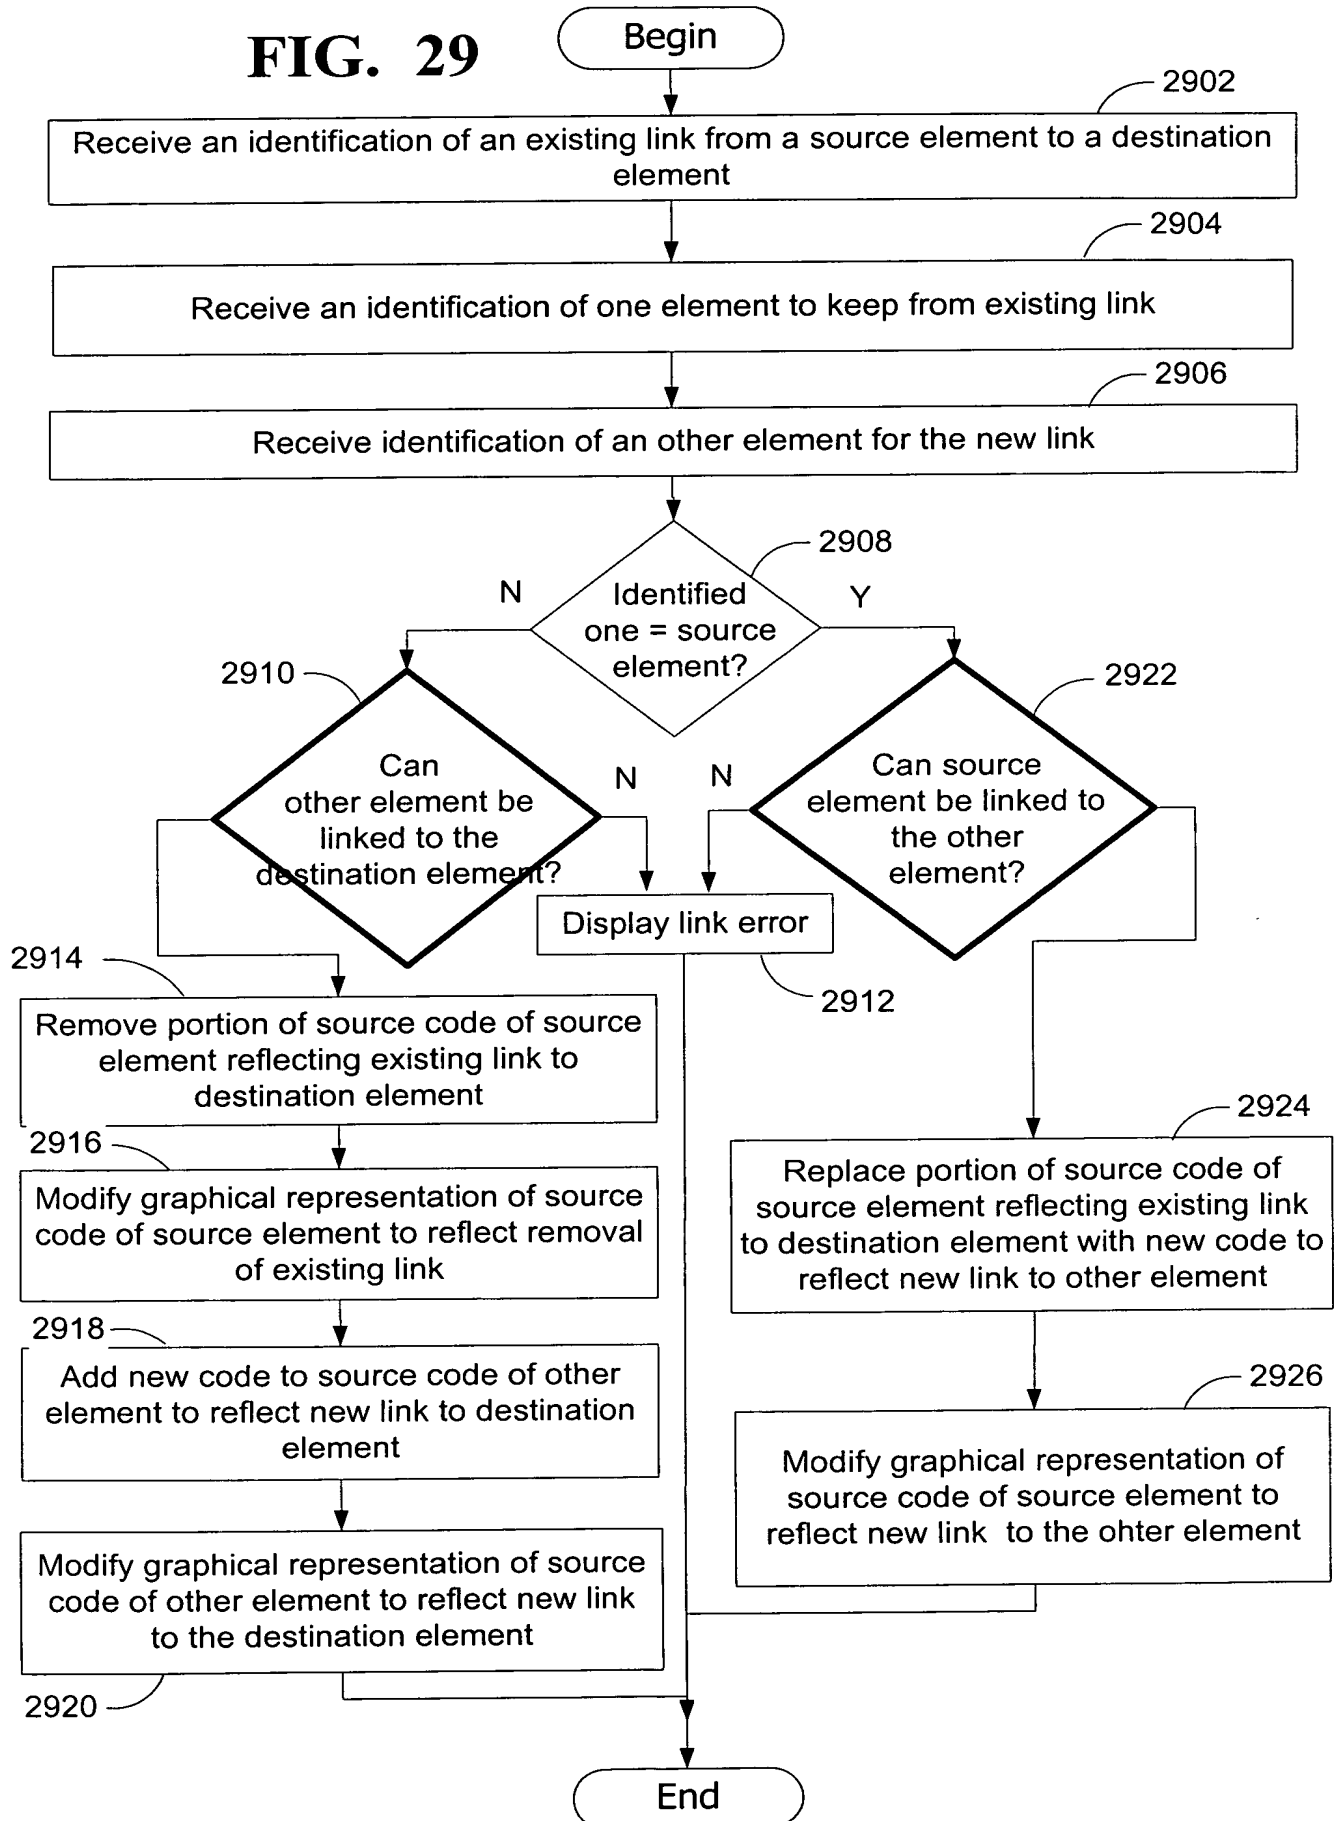 FIG. 29
Begin
2902
Receive an identification of an existing link from a source element to a destination
element
2904
Receive an identification of one element to keep from existing link
2906
Receive identification of an other element for the new link
2908
Identified
one = source
element?
N
Y
2910
Can
other element be
linked to the
destination element?
N
2922
Can source
element be linked to
the other
element?
N
Display link error
2912
2914
Remove portion of source code of source
element reflecting existing link to
destination element
2916
Modify graphical representation of source
code of source element to reflect removal
of existing link
2918
Add new code to source code of other
element to reflect new link to destination
element
Modify graphical representation of source
code of other element to reflect new link
to the destination element
2920
2924
Replace portion of source code of
source element reflecting existing link
to destination element with new code to
reflect new link to other element
2926
Modify graphical representation of
source code of source element to
reflect new link to the ohter element
End